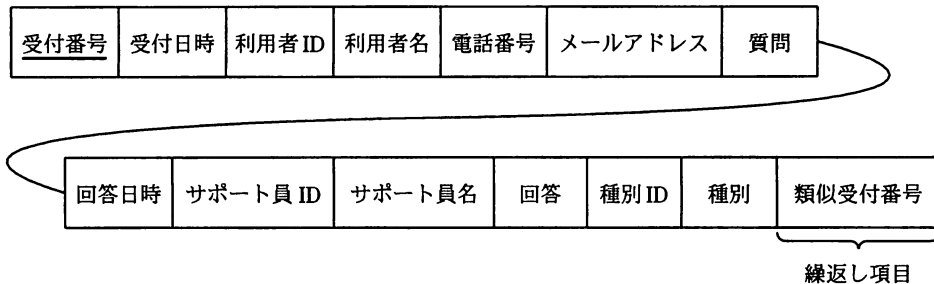 受付番号 受付日時 利用者ID 利用者名 電話番号 メールアドレス 質問
回答日時 サポート員ID サポート員名 回答 種別ID 種別 類似受付番号
繰返し項目